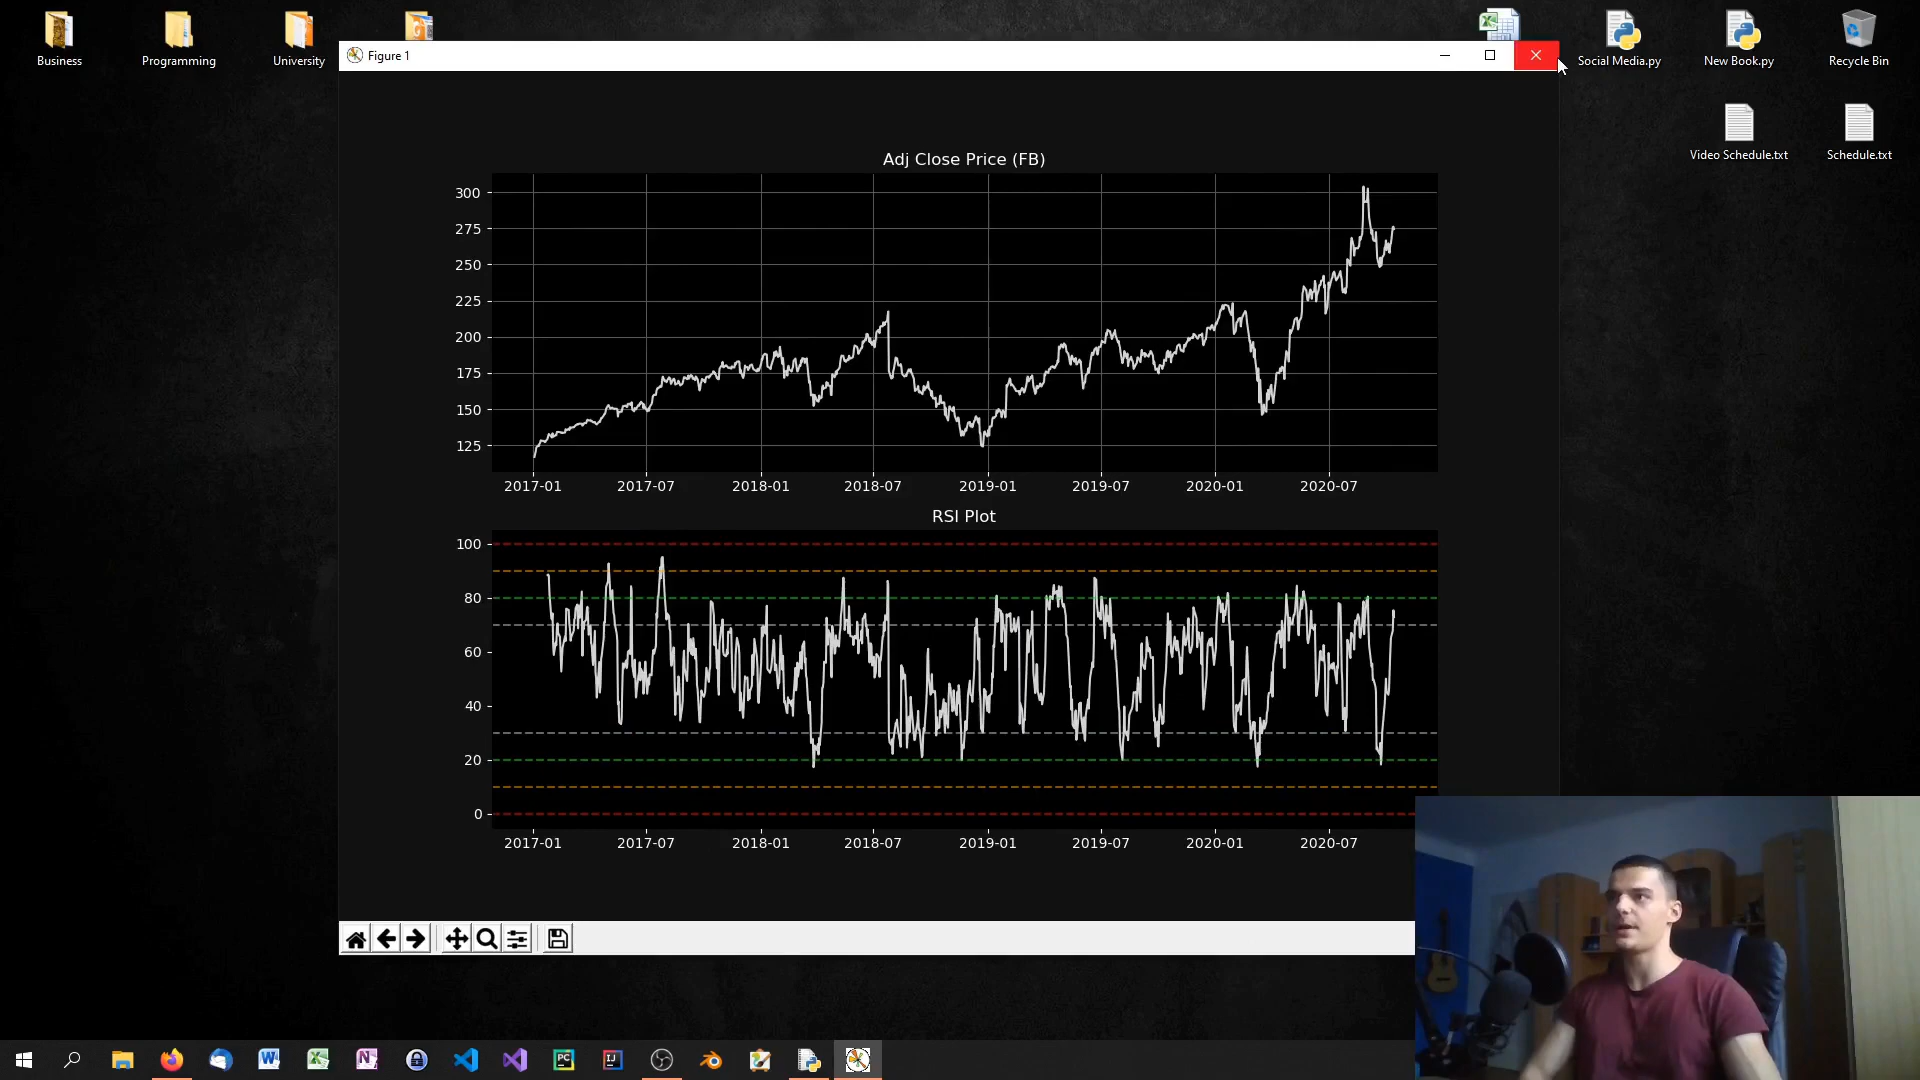 Business
Programming
University
Social Media.py
New Book.py
Recycle Bin
Video Schedule.txt
Schedule.txt
Figure 1
Adj Close Price (FB)
300
275
250
225
200
175
150
125
2017-01 2017-07 2018-01 2018-07 2019-01 2019-07 2020-01 2020-07
RSI Plot
100
80
60
40
20
0
2017-01 2017-07 2018-01 2018-07 2019-01 2019-07 2020-01 2020-07